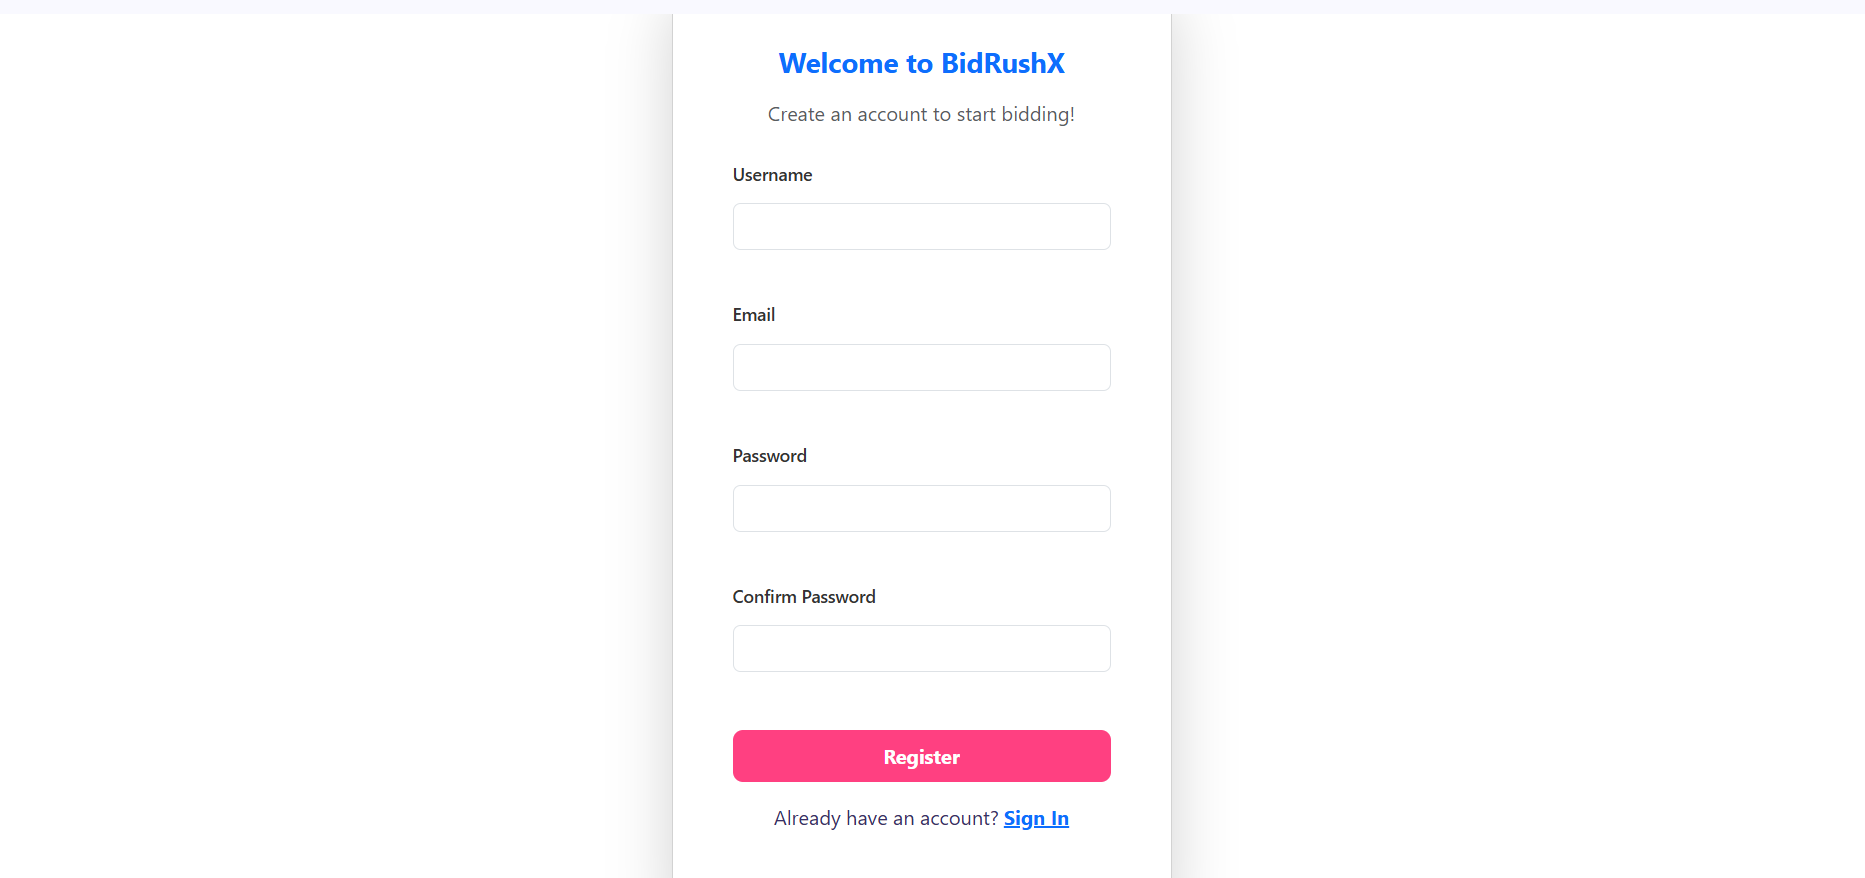 Welcome to BidRushX
Create an account to start bidding!
Username
Email
Password
Confirm Password
Register
Already have an account? Sign In